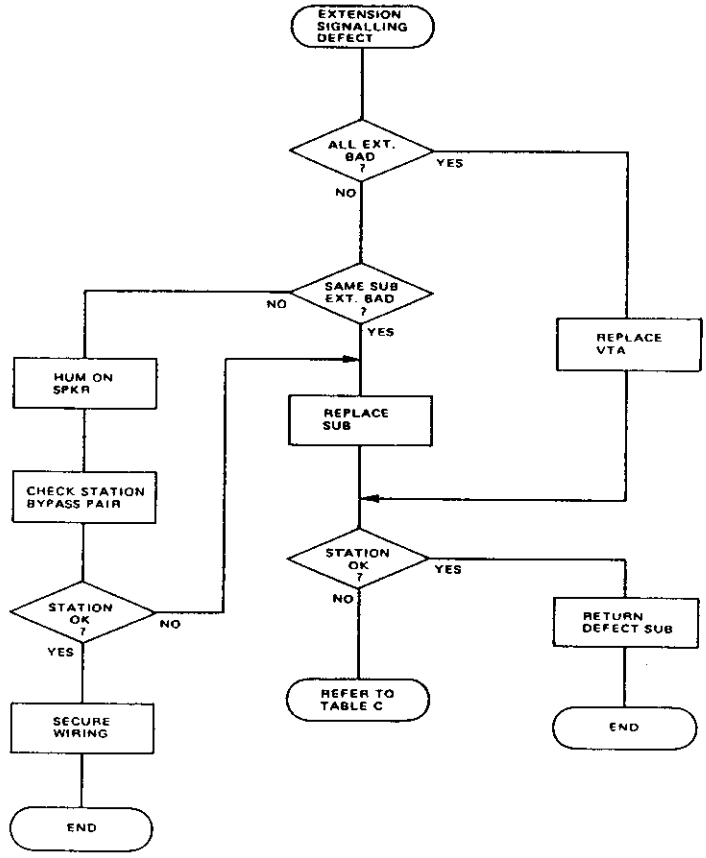 EXTENSION
SIGNALLING
DEFECT
ALL EXT.
BAD
?
YES
NO
SAME SUB
EXT. BAD
?
NO
YES
HUM ON
SPKR
REPLACE
VTA
REPLACE
SUB
CHECK STATION
BYPASS PAIR
STATION
OK
?
YES
NO
STATION
OK
?
NO
YES
RETURN
DEFECT SUB
REFER TO
TABLE C
SECURE
WIRING
END
END